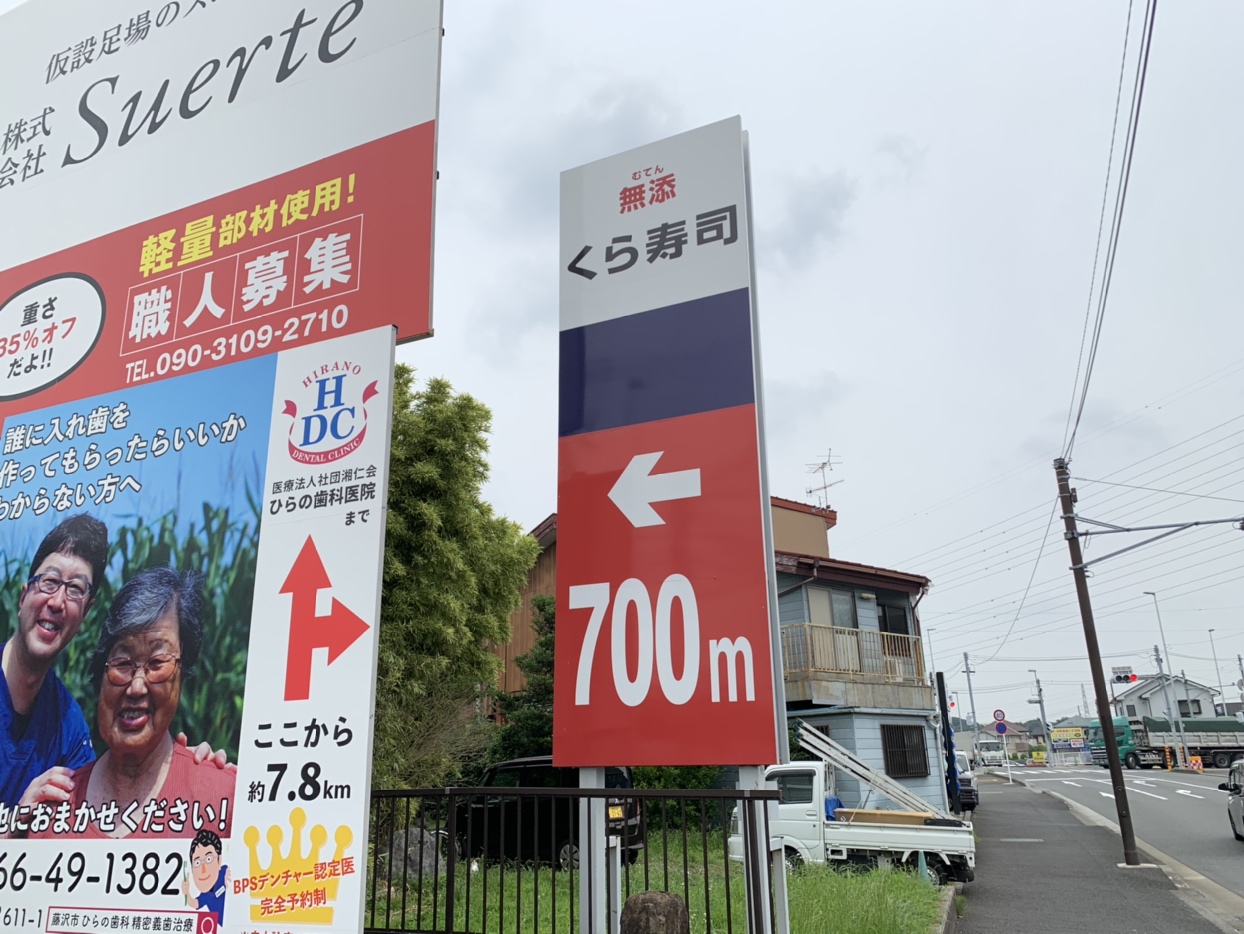 仮設足場の
株式
会社
Suerte
軽量部材使用!
職人募集
重さ
35%オフ
だよ!!
TEL.090-3109-2710
誰に入れ歯を
作ってもらったらいいか
わからない方へ
におまかせください!
66-49-1382
611-1
藤沢市 ひらの歯科精密義歯治療
HIRANO
HDC
DENTAL CLINIC
医療法人社団湘仁会
ひらの歯科医院
まで
ここから
約7.8km
BPSデンチャー認定医
完全予約制
むてん
無添
くら寿司
700m